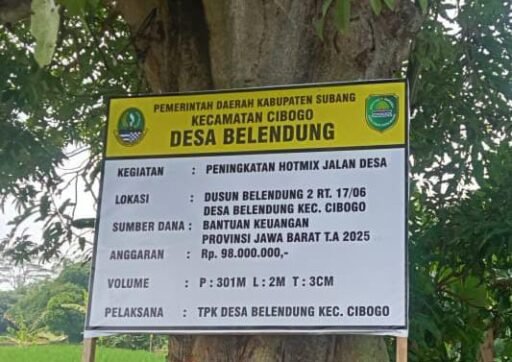 PEMERINTAH DAERAH KABUPATEN SUBANG
KECAMATAN CIBOGO
DESA BELENDUNG
KEGIATAN : PENINGKATAN HOTMIX JALAN DESA
LOKASI : DUSUN BELENDUNG 2 RT. 17/06
DESA BELENDUNG KEC. CIBOGO
SUMBER DANA : BANTUAN KEUANGAN
PROVINSI JAWA BARAT T.A 2025
ANGGARAN : Rp. 98.000.000,-
VOLUME : P : 301M L : 2M T : 3CM
PELAKSANA : TPK DESA BELENDUNG KEC. CIBOGO